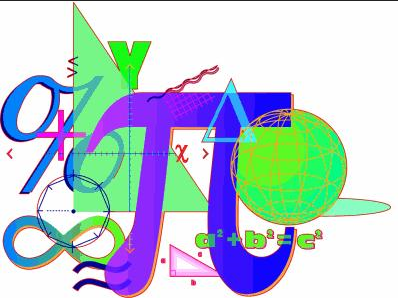 Y
%
+
π
x
∞
≈
a²+b²=c²
c
a
b